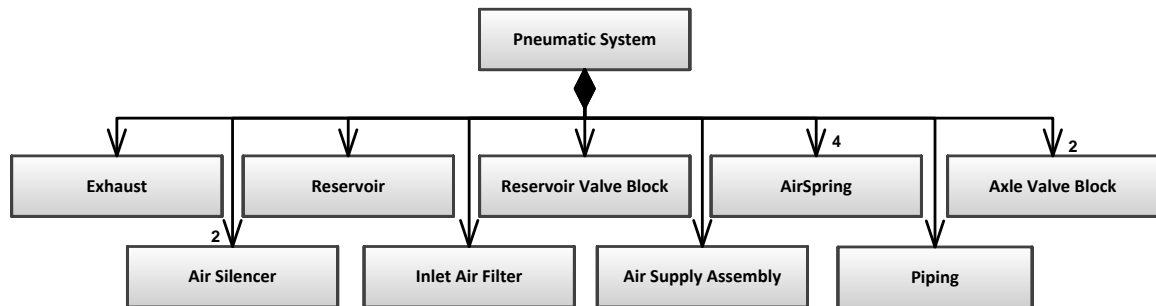 Pneumatic System
4
2
Exhaust
Reservoir
Reservoir Valve Block
AirSpring
Axle Valve Block
2
Air Silencer
Inlet Air Filter
Air Supply Assembly
Piping